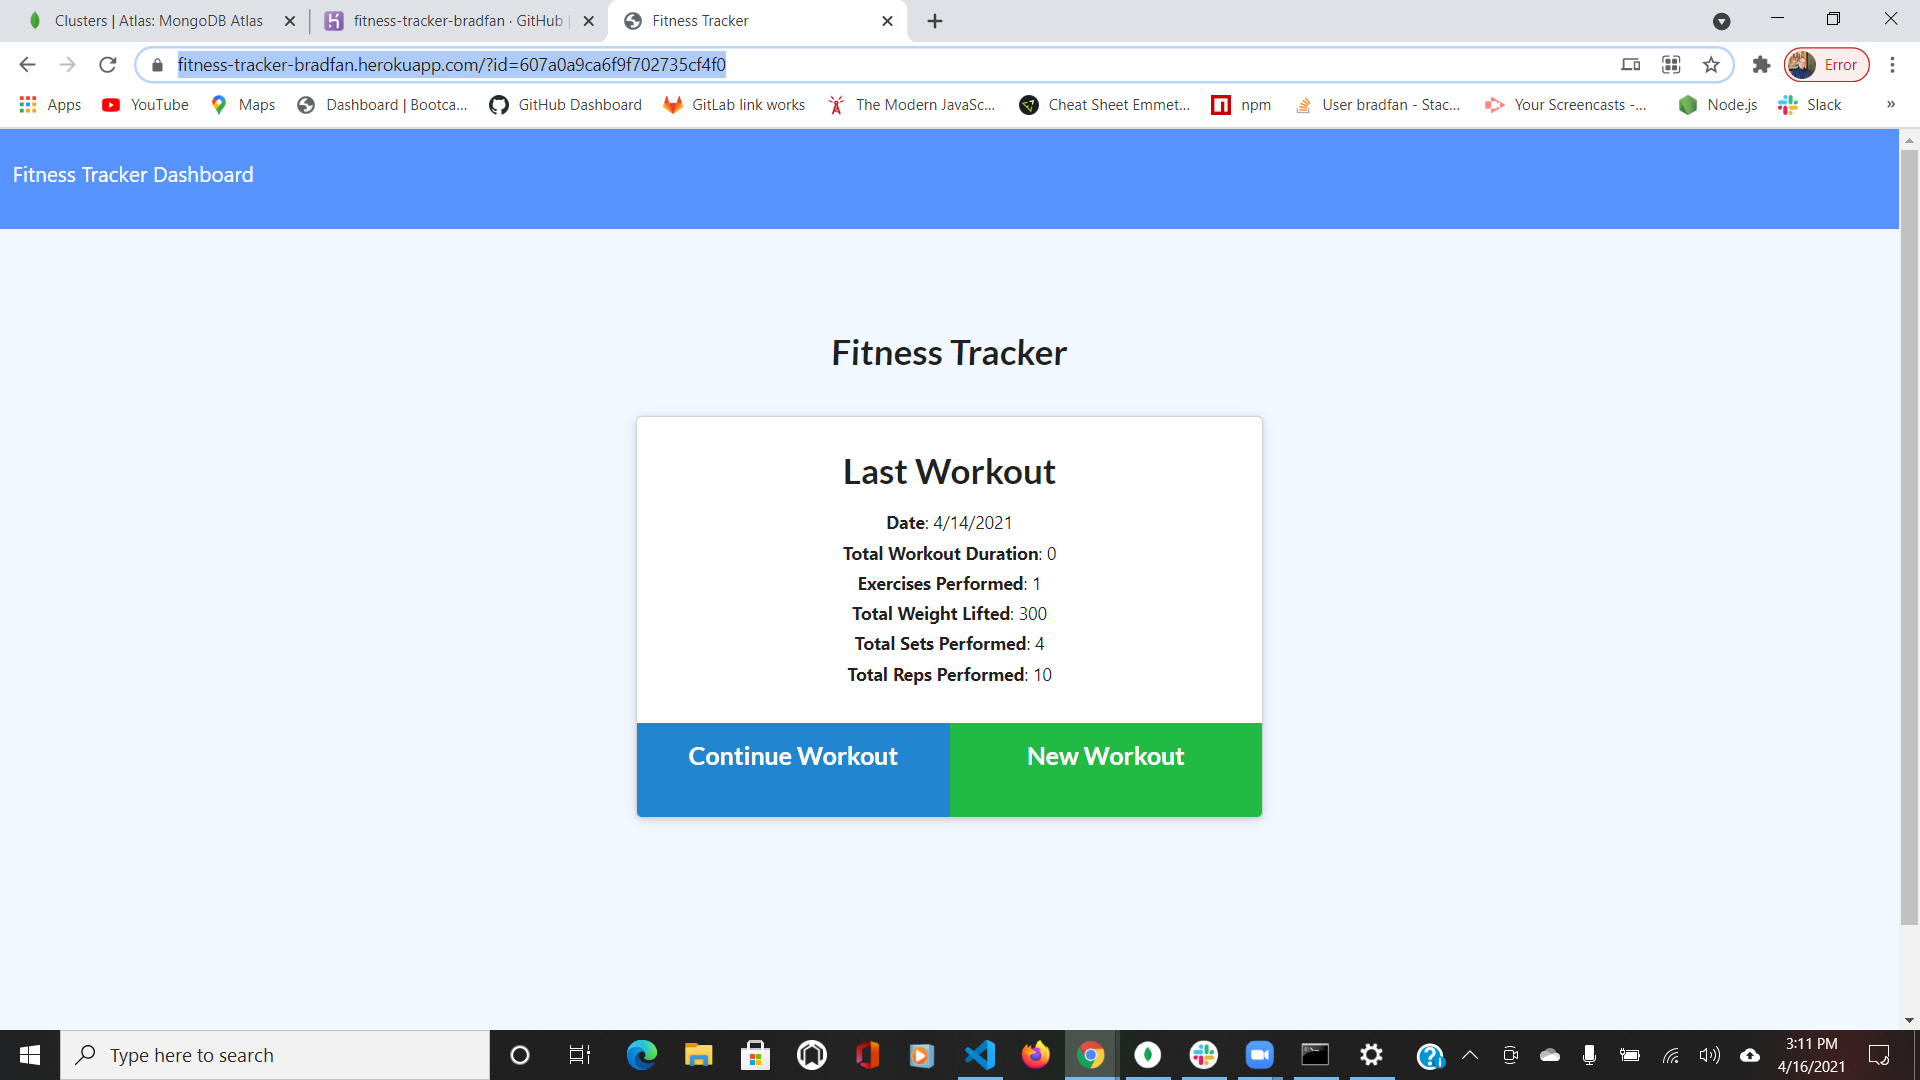 Clusters | Atlas: MongoDB Atlas
fitness-tracker-bradfan · GitHub |
Fitness Tracker
fitness-tracker-bradfan.herokuapp.com/?id=607a0a9ca6f9f702735cf4f0
Error
Apps
YouTube
Maps
Dashboard | Bootca...
GitHub Dashboard
GitLab link works
The Modern JavaSc...
Cheat Sheet Emmet...
npm
User bradfan - Stac...
Your Screencasts -...
Node.js
Slack
»
Fitness Tracker Dashboard
Fitness Tracker
Last Workout
Date: 4/14/2021
Total Workout Duration: 0
Exercises Performed: 1
Total Weight Lifted: 300
Total Sets Performed: 4
Total Reps Performed: 10
Continue Workout
New Workout
Type here to search
3:11 PM
4/16/2021